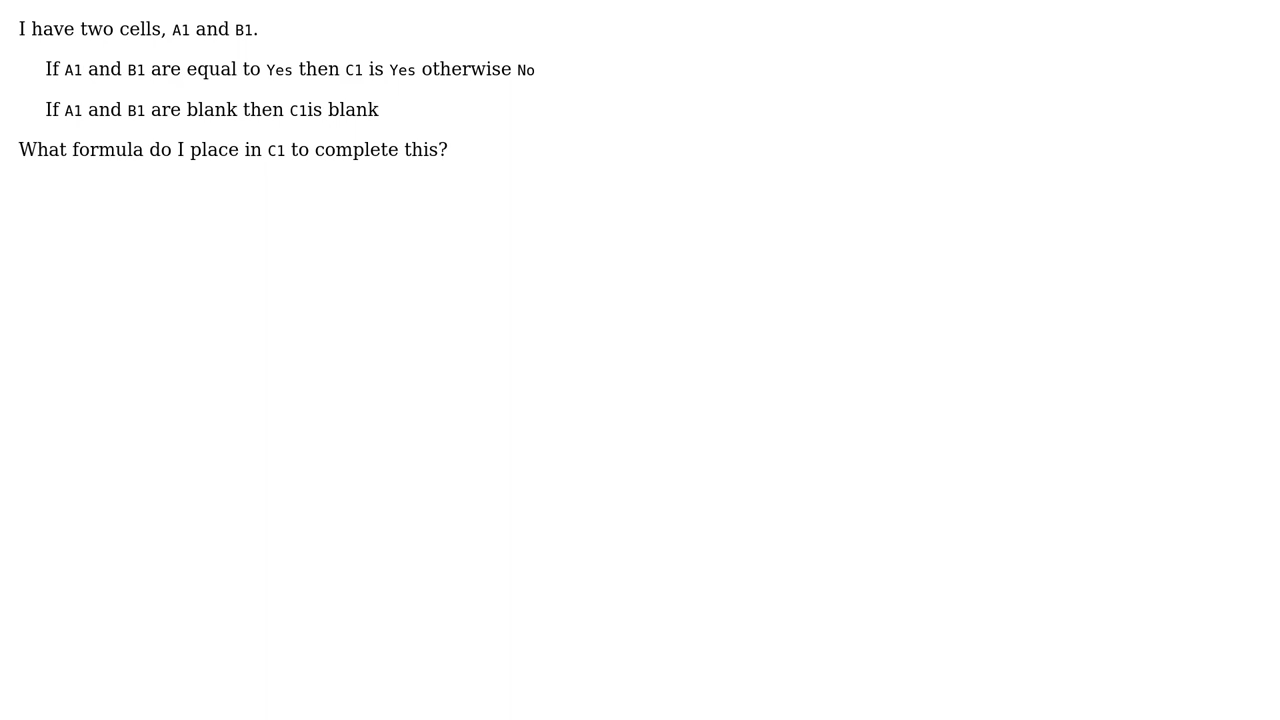 I have two cells, A1 and B1.
If A1 and B1 are equal to Yes then C1 is Yes otherwise No
If A1 and B1 are blank then C1is blank
What formula do I place in C1 to complete this?